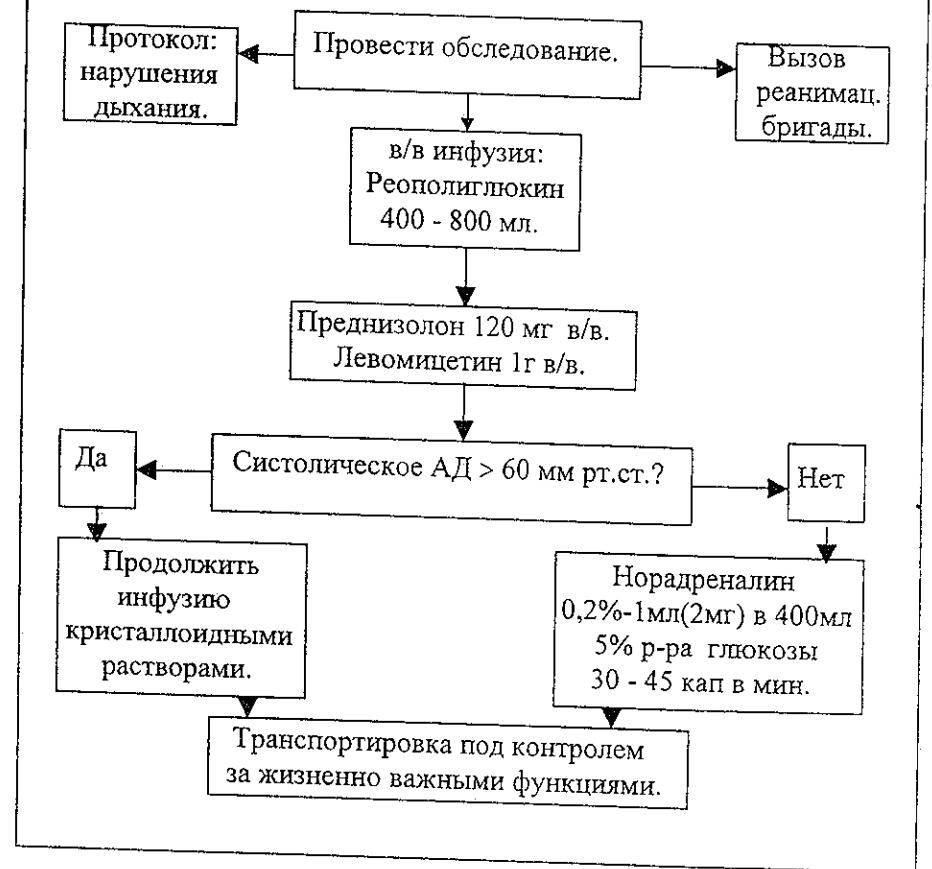 Протокол:
нарушения
дыхания.
Провести обследование.
Вызов
реанимац.
бригады.
в/в инфузия:
Реополиглюкин
400 - 800 мл.
Преднизолон 120 мг в/в.
Левомицетин 1г в/в.
Да
Систолическое АД > 60 мм рт.ст.?
Нет
Продолжить
инфузию
кристаллоидными
растворами.
Норадреналин
0,2%-1мл(2мг) в 400мл
5% р-ра глюкозы
30 - 45 кап в мин.
Транспортировка под контролем
за жизненно важными функциями.